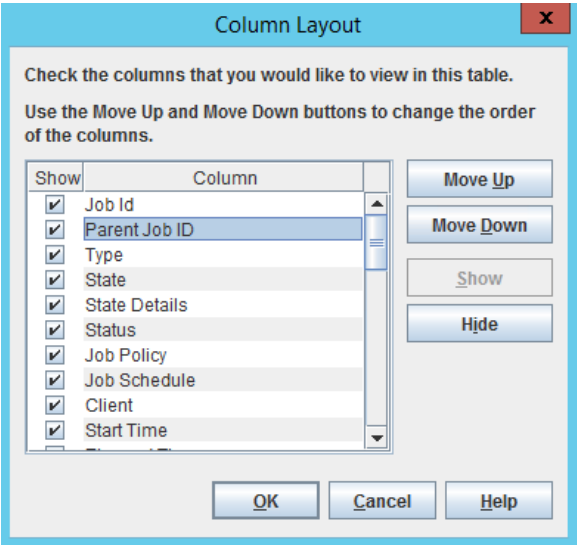 Column Layout
x
Check the columns that you would like to view in this table.
Use the Move Up and Move Down buttons to change the order
of the columns.
Show Column
Job Id
Parent Job ID
Type
State
State Details
Status
Job Policy
Job Schedule
Client
Start Time
Move Up
Move Down
Show
Hide
OK Cancel Help